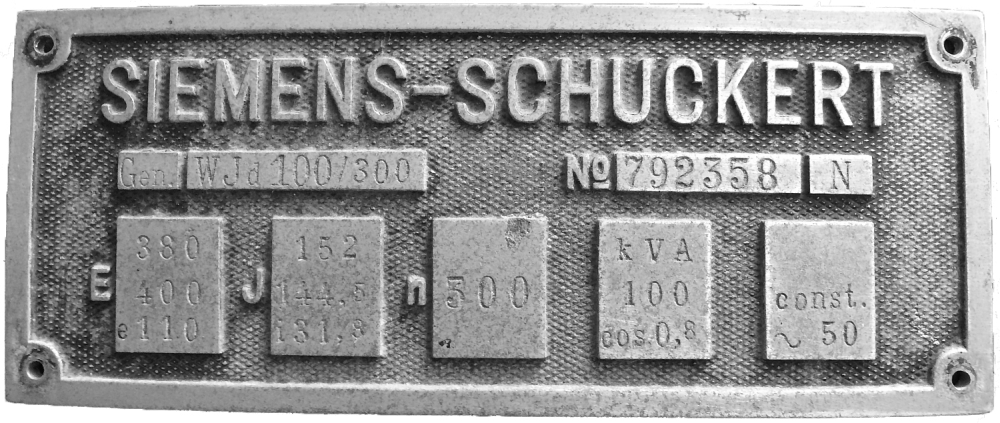 SIEMENS-SCHUCKERT
Gen. WJd 100/300 No 792358 N
380 152 kVA
E 400 J 144,5 n 500 100 const.
e110 i31,8 cos.0,8 ~ 50